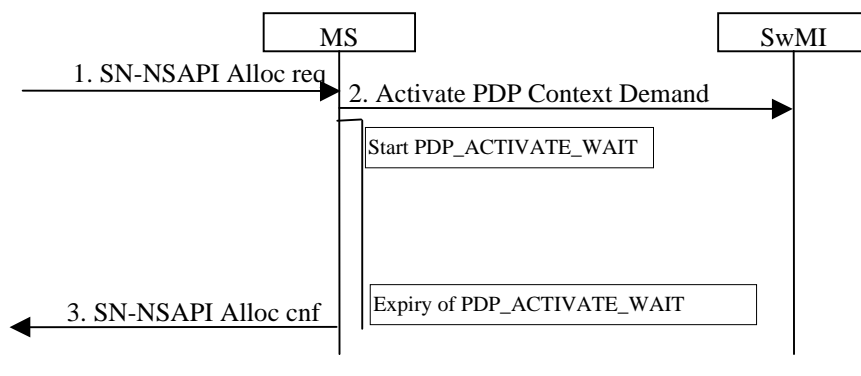 MS
SwMI
1. SN-NSAPI Alloc req
2. Activate PDP Context Demand
Start PDP_ACTIVATE_WAIT
Expiry of PDP_ACTIVATE_WAIT
3. SN-NSAPI Alloc cnf